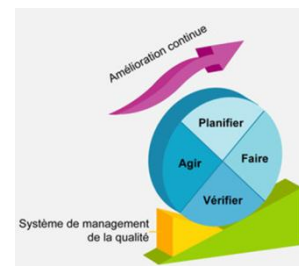 Amélioration continue
Planifier
Agir
Faire
Vérifier
Système de management
de la qualité